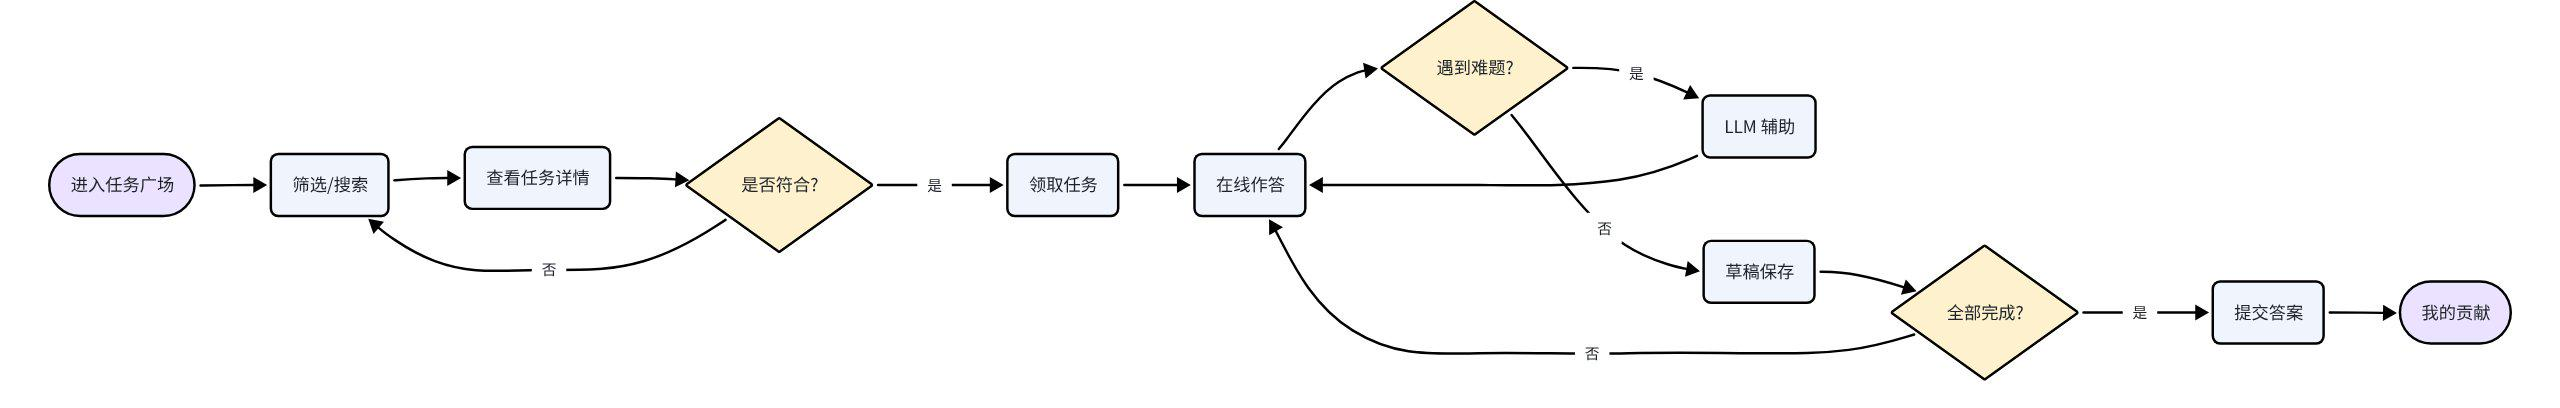 进入任务广场
筛选/搜索
查看任务详情
是否符合?
是
否
领取任务
在线作答
遇到难题?
是
LLM 辅助
否
草稿保存
全部完成?
否
是
提交答案
我的贡献